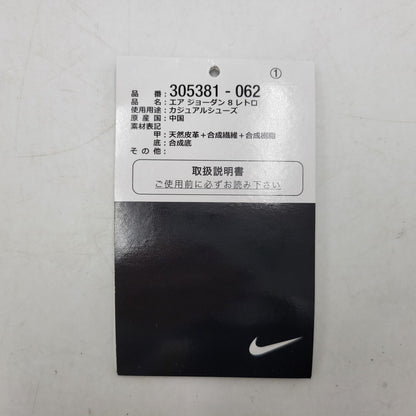 ①
品番：305381-062
品名：エア ジョーダン 8 レトロ
使用用途：カジュアルシューズ
原産国：中国
素材表記
甲：天然皮革＋合成繊維＋合成樹脂
底：合成底
その他：
取扱説明書
ご使用前に必ずお読み下さい